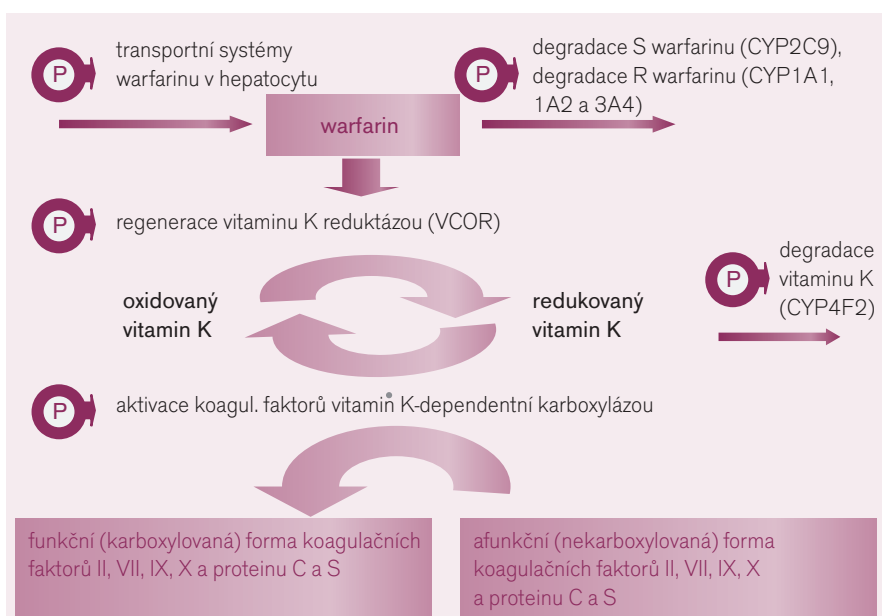 P
transportní systémy
warfarinu v hepatocytu
P
degradace S warfarinu (CYP2C9),
degradace R warfarinu (CYP1A1,
1A2 a 3A4)
warfarin
P
regenerace vitaminu K reduktázou (VCOR)
oxidovaný
vitamin K
redukovaný
vitamin K
P
degradace
vitaminu K
(CYP4F2)
P
aktivace koagul. faktorů vitamin K-dependentní karboxylázou
funkční (karboxylovaná) forma koagulačních
faktorů II, VII, IX, X a proteinu C a S
afunkční (nekarboxylovaná) forma
koagulačních faktorů II, VII, IX, X
a proteinu C a S